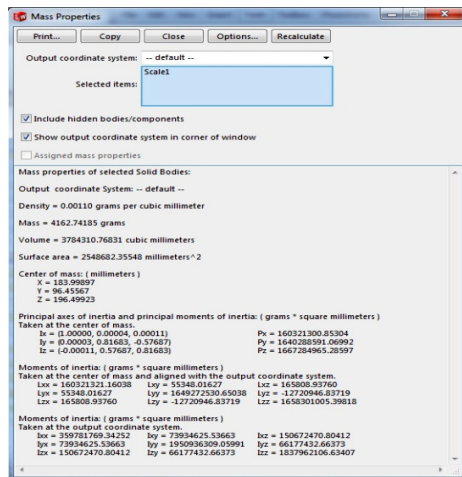 Mass Properties
Print... Copy Close Options... Recalculate
Output coordinate system: -- default --
Selected items: Scale1
Include hidden bodies/components
Show output coordinate system in corner of window
Assigned mass properties
Mass properties of selected Solid Bodies:
Output coordinate System: -- default --
Density = 0.00110 grams per cubic millimeter
Mass = 4162.74185 grams
Volume = 3784310.76831 cubic millimeters
Surface area = 2548682.35548 millimeters^2
Center of mass: ( millimeters )
X = 183.99897
Y = 96.45567
Z = 196.49923
Principal axes of inertia and principal moments of inertia: ( grams * square millimeters )
Taken at the center of mass.
Ix = (1.00000, 0.00004, 0.00011) Px = 160321300.85304
Iy = (0.00003, 0.81683, -0.57687) Py = 1640288591.06992
Iz = (-0.00011, 0.57687, 0.81683) Pz = 1667284965.28597
Moments of inertia: ( grams * square millimeters )
Taken at the center of mass and aligned with the output coordinate system.
Lxx = 160321321.16038 Lxy = 55348.01627 Lxz = 165808.93760
Lyx = 55348.01627 Lyy = 1649272530.65038 Lyz = -12720946.83719
Lzx = 165808.93760 Lzy = -12720946.83719 Lzz = 1658301005.39818
Moments of inertia: ( grams * square millimeters )
Taken at the output coordinate system.
Ixx = 359781769.34252 Ixy = 73934625.53663 Ixz = 150672470.80412
Iyx = 73934625.53663 Iyy = 1950936309.05991 Iyz = 66177432.66373
Izx = 150672470.80412 Izy = 66177432.66373 Izz = 1837962106.63407